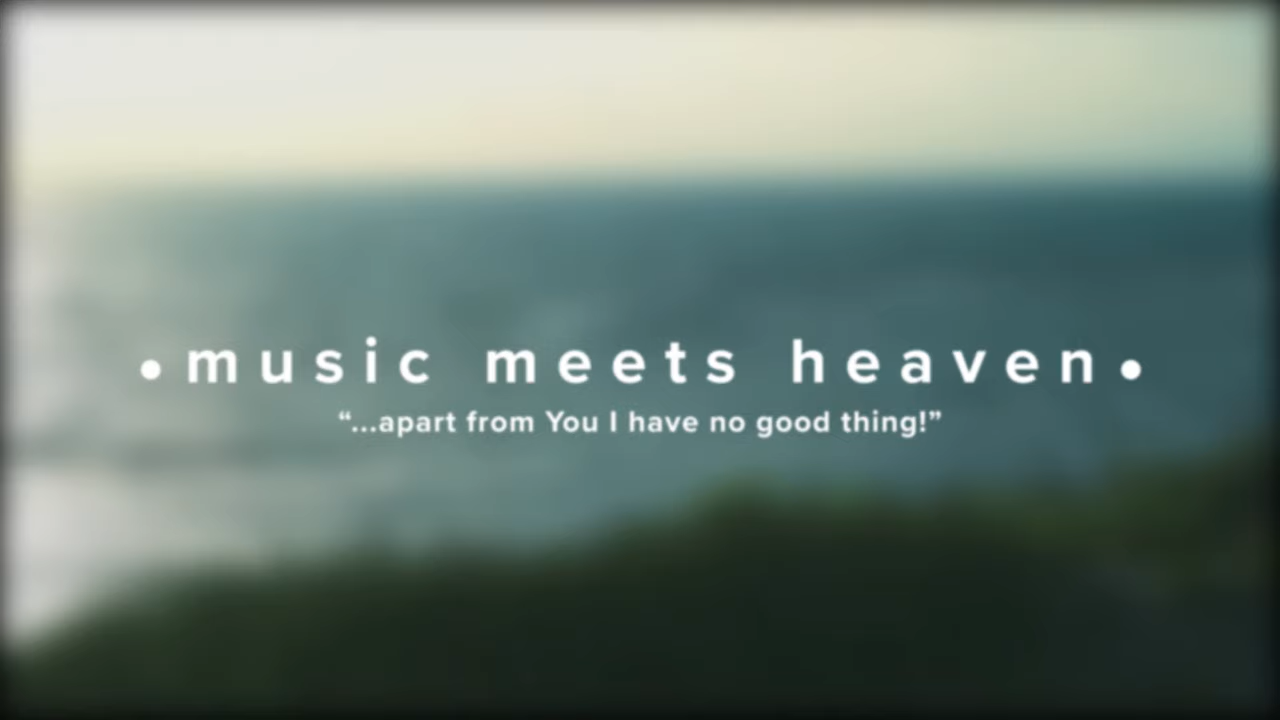 • music meets heaven •
“...apart from You I have no good thing!”